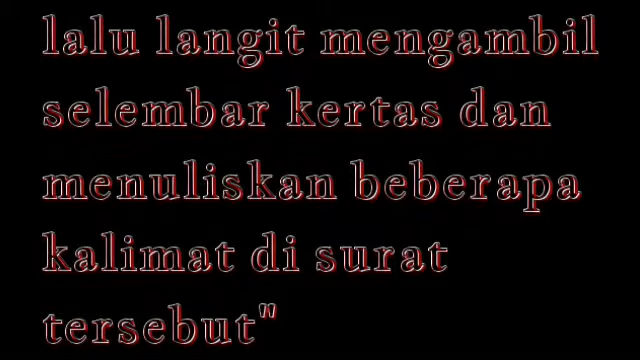 lalu langit mengambil
selembar kertas dan
menuliskan beberapa
kalimat di surat
tersebut"